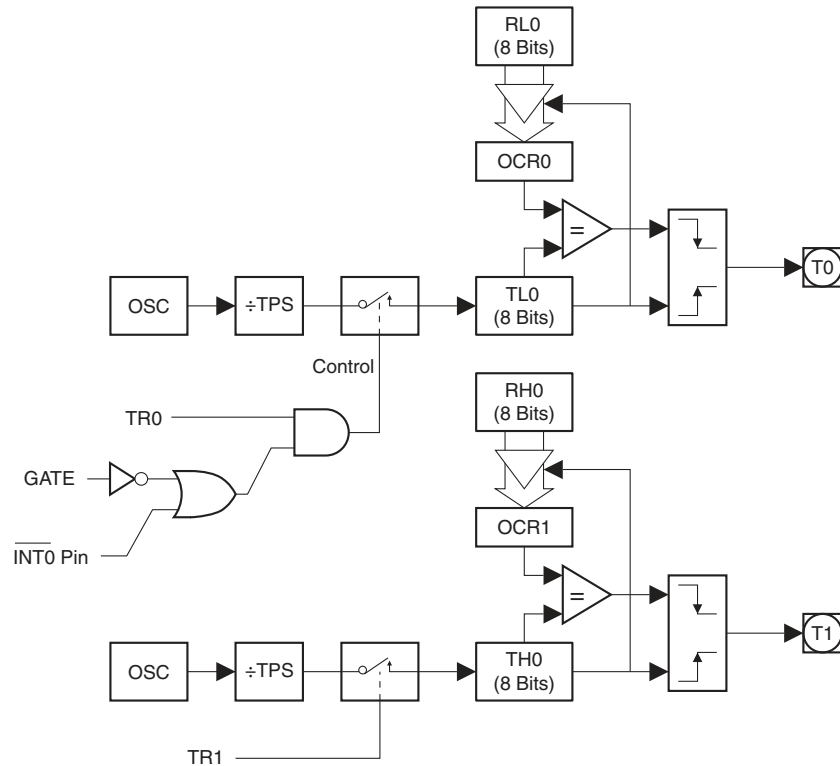 RL0
(8 Bits)
OCR0
=
T0
OSC
÷TPS
TL0
(8 Bits)
Control
TR0
RH0
(8 Bits)
GATE
OCR1
INT0 Pin
=
T1
OSC
÷TPS
TH0
(8 Bits)
TR1